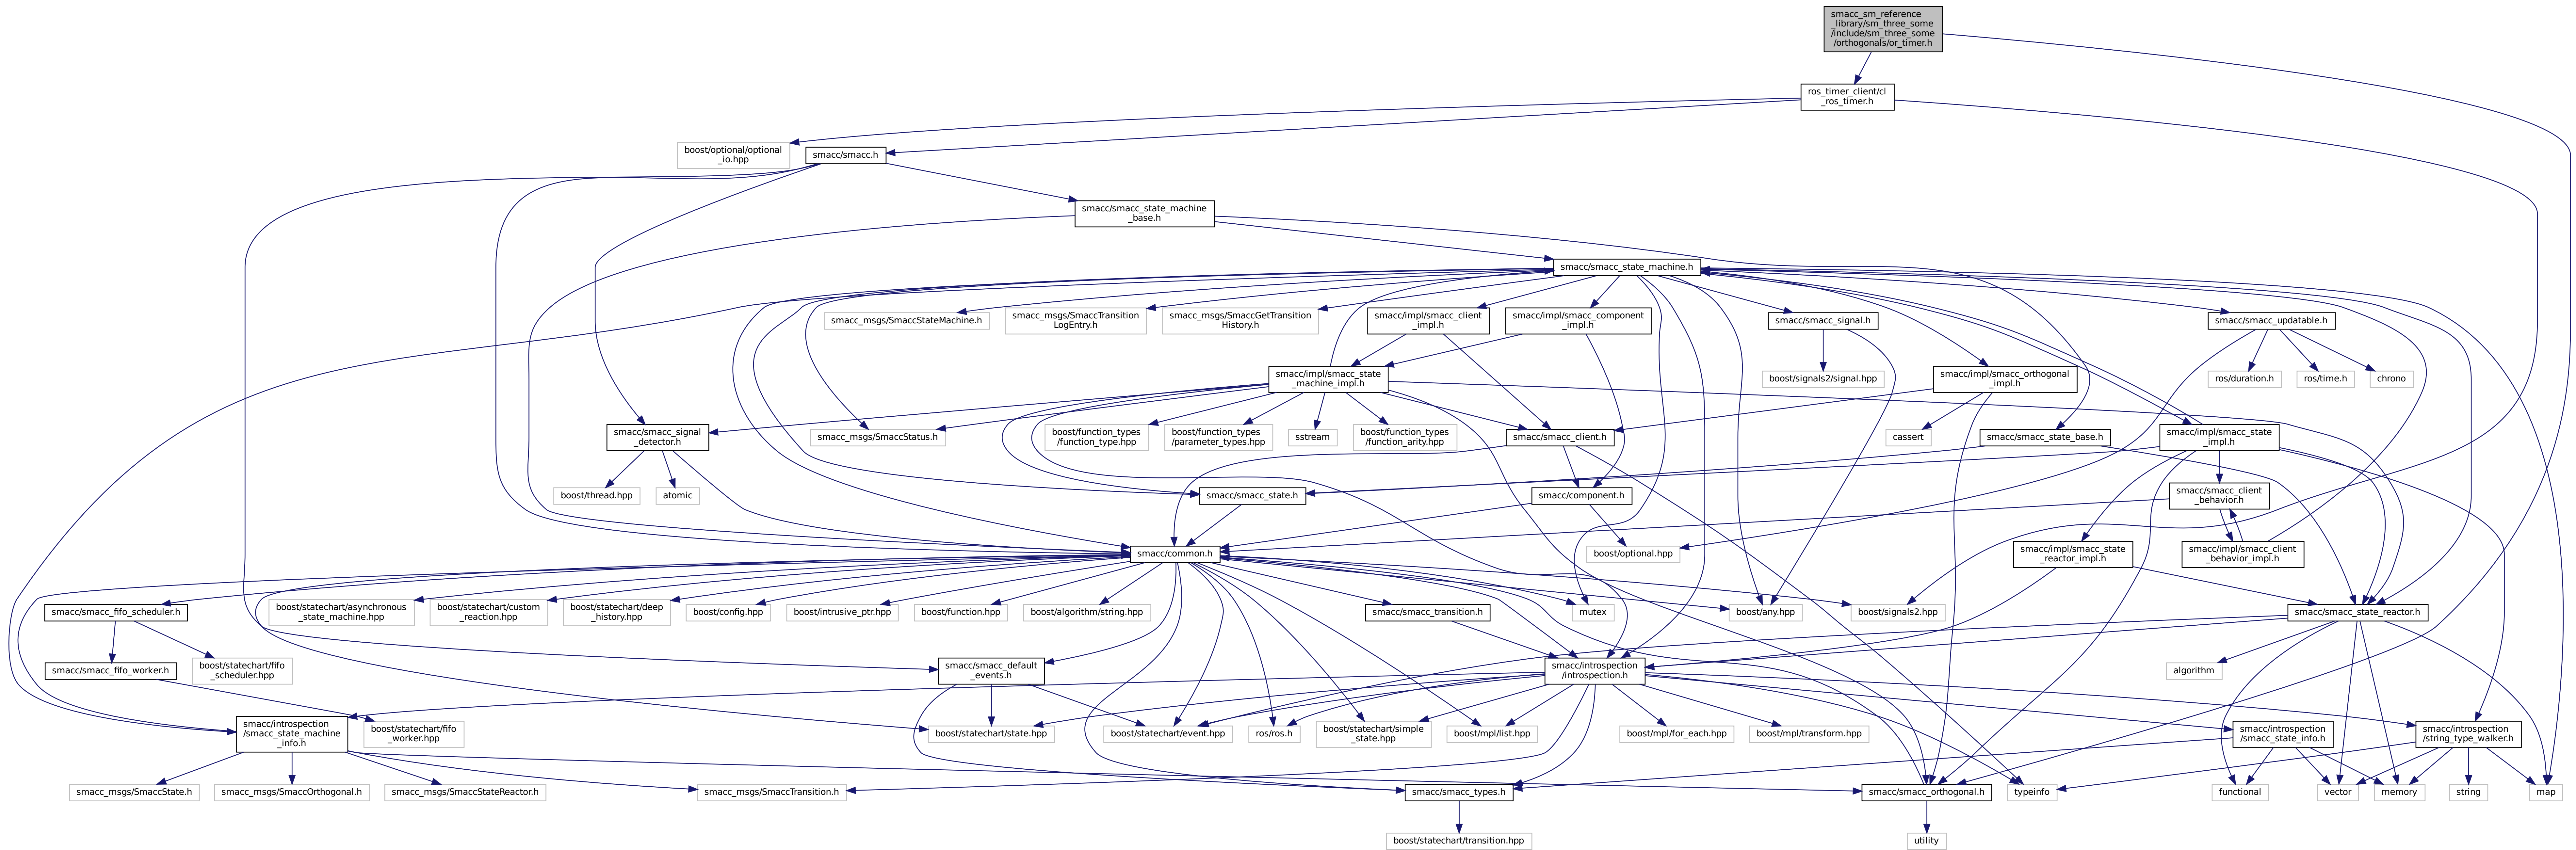 smacc_sm_reference
_library/sm_three_some
/include/sm_three_some
/orthogonals/or_timer.h
ros_timer_client/cl
_ros_timer.h
boost/optional/optional
_io.hpp
smacc/smacc.h
smacc/smacc_state_machine
_base.h
smacc/smacc_state_machine.h
smacc_msgs/SmaccStateMachine.h
smacc_msgs/SmaccTransition
LogEntry.h
smacc_msgs/SmaccGetTransition
History.h
smacc/impl/smacc_client
_impl.h
smacc/impl/smacc_component
_impl.h
smacc/smacc_signal.h
smacc/smacc_updatable.h
smacc/impl/smacc_state
_machine_impl.h
boost/signals2/signal.hpp
smacc/impl/smacc_orthogonal
_impl.h
ros/duration.h
ros/time.h
chrono
smacc/smacc_signal
_detector.h
smacc_msgs/SmaccStatus.h
boost/function_types
/function_type.hpp
boost/function_types
/parameter_types.hpp
sstream
boost/function_types
/function_arity.hpp
smacc/smacc_client.h
cassert
smacc/smacc_state_base.h
smacc/impl/smacc_state
_impl.h
boost/thread.hpp
atomic
smacc/smacc_state.h
smacc/component.h
smacc/smacc_client
_behavior.h
smacc/common.h
boost/optional.hpp
smacc/impl/smacc_state
_reactor_impl.h
smacc/impl/smacc_client
_behavior_impl.h
smacc/smacc_fifo_scheduler.h
boost/statechart/asynchronous
_state_machine.hpp
boost/statechart/custom
_reaction.hpp
boost/statechart/deep
_history.hpp
boost/config.hpp
boost/intrusive_ptr.hpp
boost/function.hpp
boost/algorithm/string.hpp
smacc/smacc_transition.h
mutex
boost/any.hpp
boost/signals2.hpp
smacc/smacc_state_reactor.h
smacc/smacc_fifo_worker.h
boost/statechart/fifo
_scheduler.hpp
smacc/smacc_default
_events.h
smacc/introspection
/introspection.h
algorithm
smacc/introspection
/smacc_state_machine
_info.h
boost/statechart/fifo
_worker.hpp
boost/statechart/state.hpp
boost/statechart/event.hpp
ros/ros.h
boost/statechart/simple
_state.hpp
boost/mpl/list.hpp
boost/mpl/for_each.hpp
boost/mpl/transform.hpp
smacc/introspection
/smacc_state_info.h
smacc/introspection
/string_type_walker.h
smacc_msgs/SmaccState.h
smacc_msgs/SmaccOrthogonal.h
smacc_msgs/SmaccStateReactor.h
smacc_msgs/SmaccTransition.h
smacc/smacc_types.h
smacc/smacc_orthogonal.h
typeinfo
functional
vector
memory
string
map
boost/statechart/transition.hpp
utility